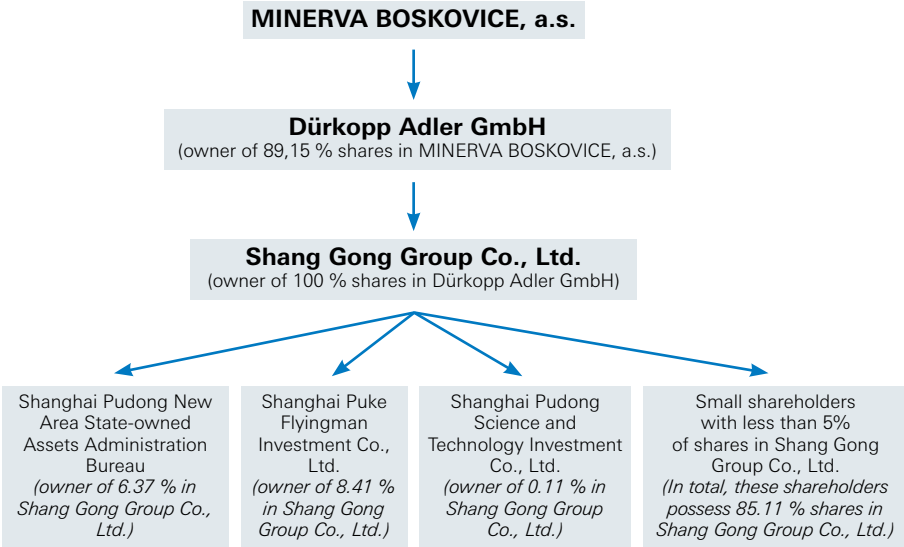 MINERVA BOSKOVICE, a.s.
Dürkopp Adler GmbH
(owner of 89,15 % shares in MINERVA BOSKOVICE, a.s.)
Shang Gong Group Co., Ltd.
(owner of 100 % shares in Dürkopp Adler GmbH)
Shanghai Pudong New
Area State-owned
Assets Administration
Bureau
(owner of 6.37 % in
Shang Gong Group Co.,
Ltd.)
Shanghai Puke
Flyingman
Investment Co.,
Ltd.
(owner of 8.41 %
in Shang Gong
Group Co., Ltd.)
Shanghai Pudong
Science and
Technology Investment
Co., Ltd.
(owner of 0.11 % in
Shang Gong Group
Co., Ltd.)
Small shareholders
with less than 5%
of shares in Shang Gong
Group Co., Ltd.
(In total, these shareholders
possess 85.11 % shares in
Shang Gong Group Co., Ltd.)